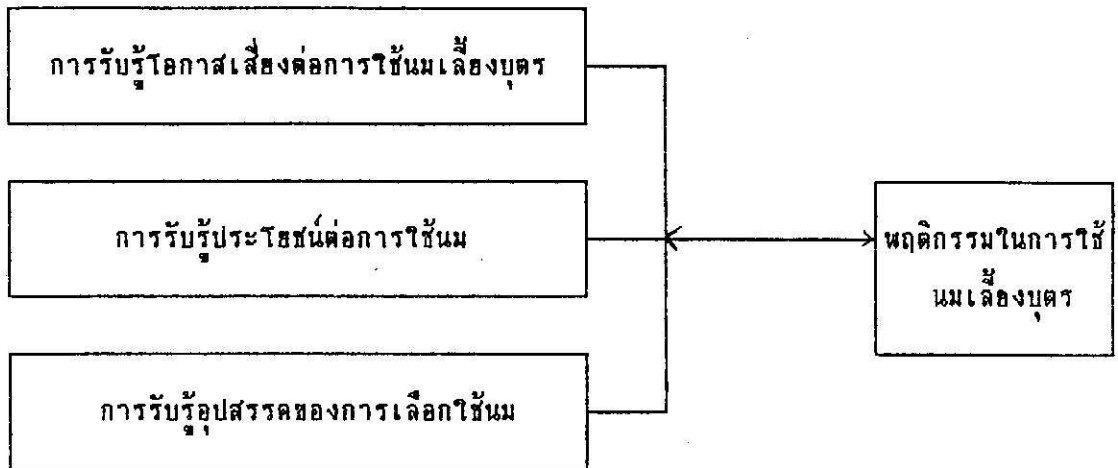 การรับรู้โอกาสเสี่ยงต่อการใช้นมเลี้ยงบุตร
การรับรู้ประโยชน์ต่อการใช้นม
พฤติกรรมในการใช้
นมเลี้ยงบุตร
การรับรู้อุปสรรคของการเลือกใช้นม